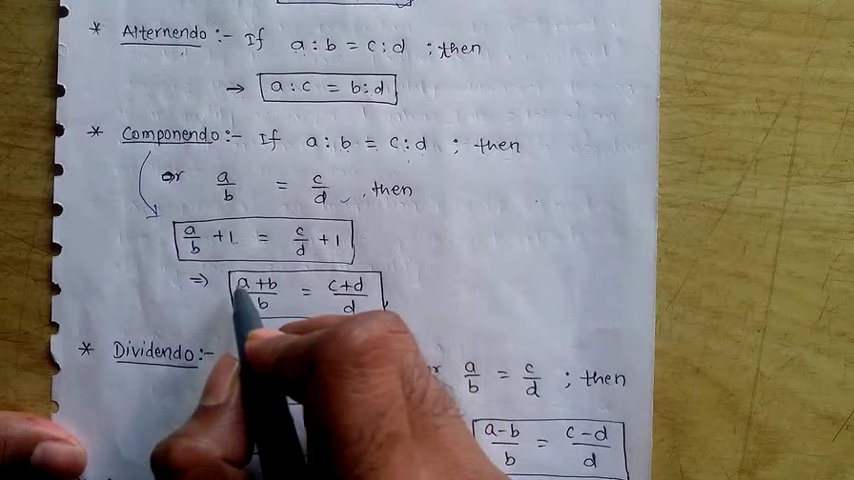 * Alternendo :- If a : b = c : d ; then
→ a : c = b : d
* Componendo :- If a : b = c : d ; then
or a/b = c/d , then
a/b + 1 = c/d + 1
⇒ a+b/b = c+d/d
* Dividendo :- a/b = c/d ; then
a-b/b = c-d/d